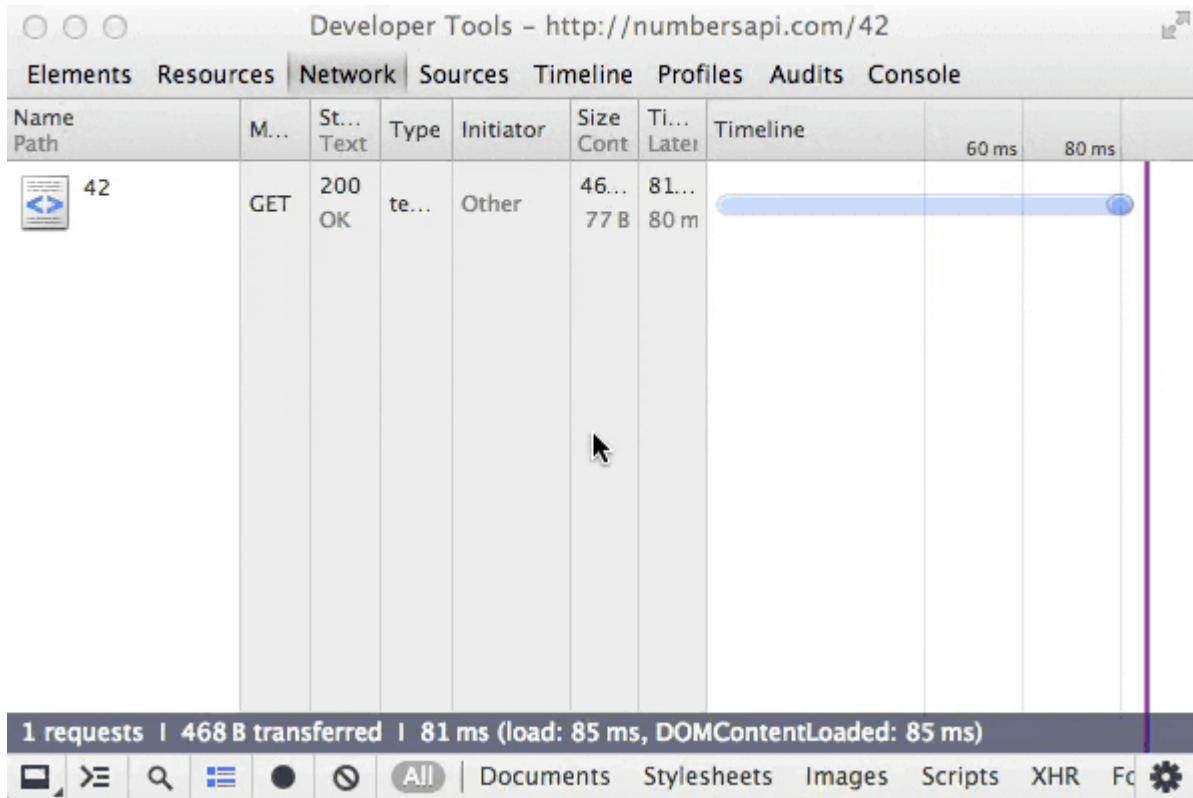 Developer Tools - http://numbersapi.com/42
Elements Resources Network Sources Timeline Profiles Audits Console
Name M... St... Type Initiator Size Ti... Timeline
Path Text Cont Later 60 ms 80 ms
42 GET 200 te... Other 46... 81...
OK 77 B 80 m
1 requests | 468 B transferred | 81 ms (load: 85 ms, DOMContentLoaded: 85 ms)
All Documents Stylesheets Images Scripts XHR Fo